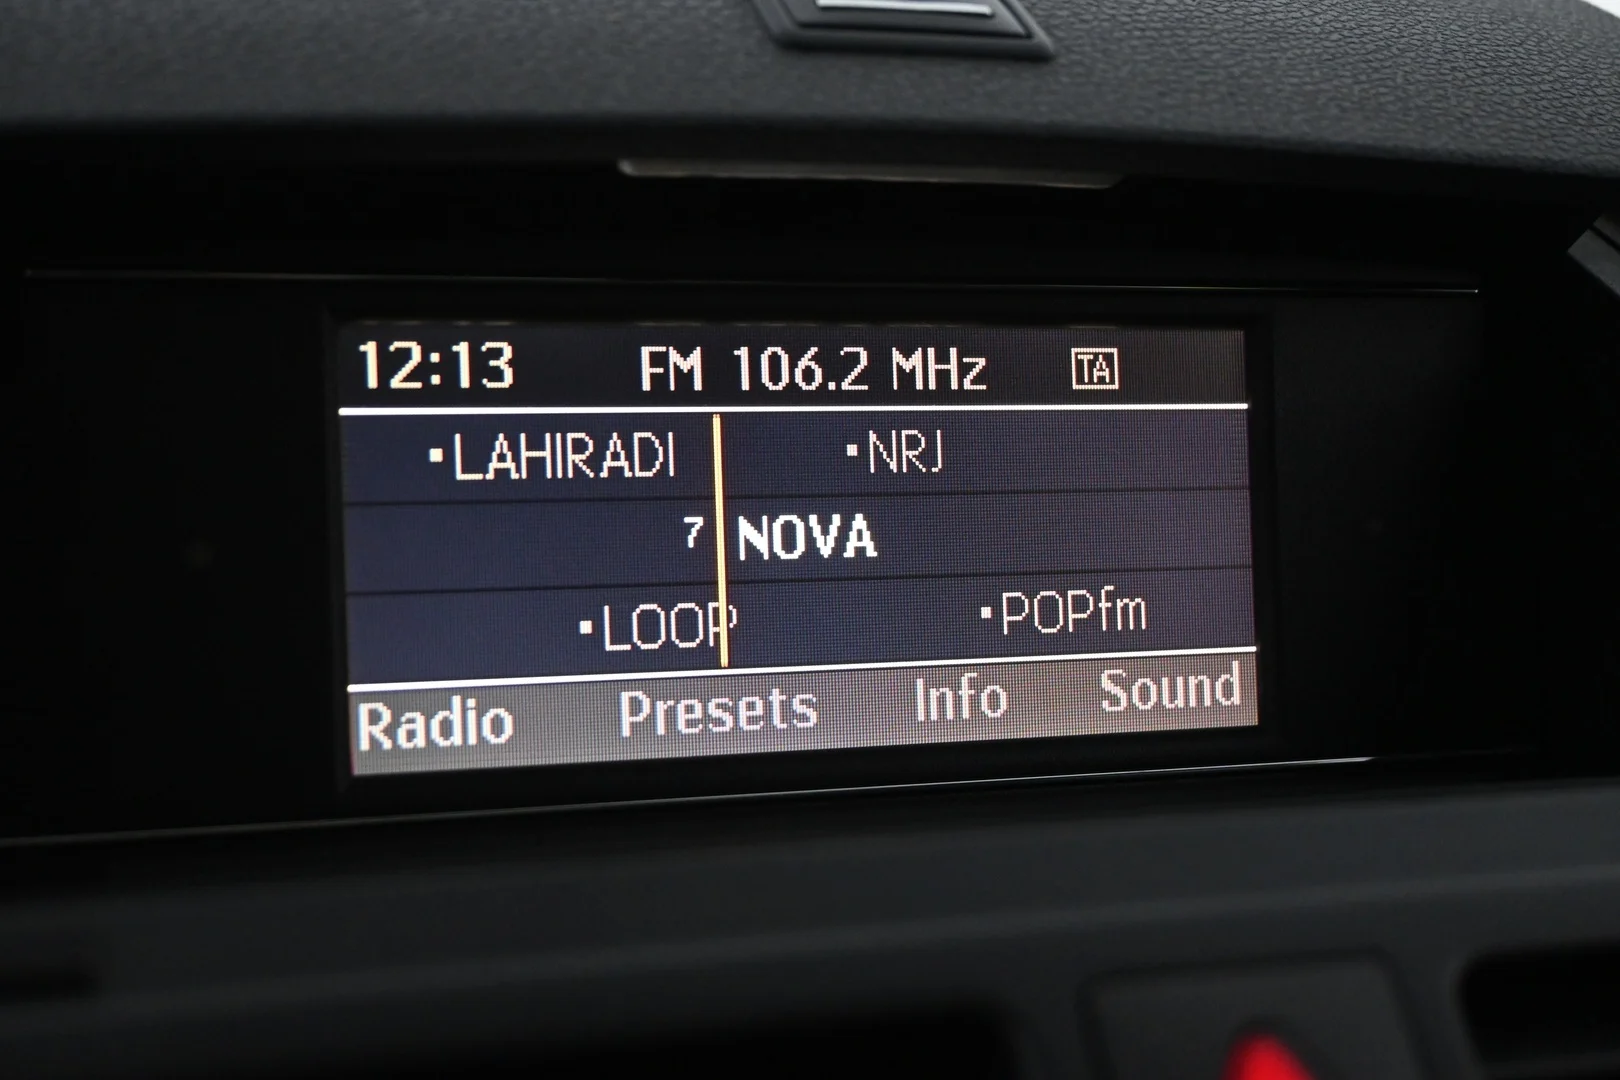 12:13 FM 106.2 MHz TA
LAHIRADI NRJ
7 NOVA
LOOP POPfm
Radio Presets Info Sound